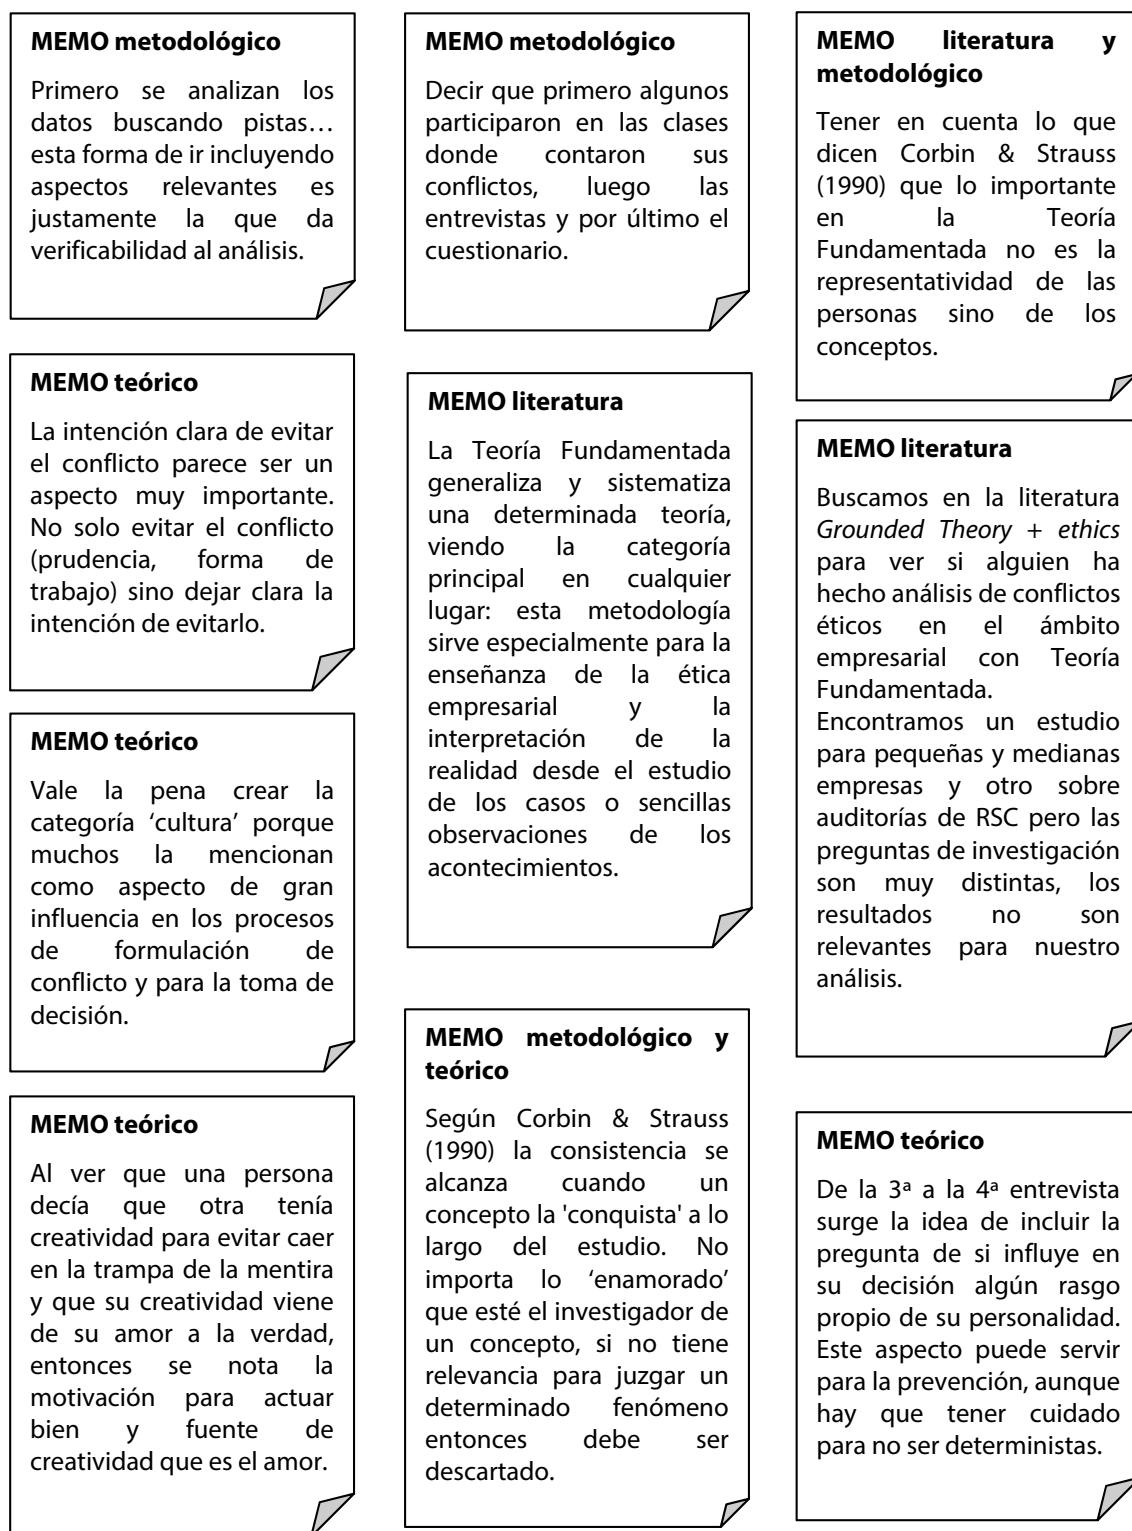 MEMO metodológico
Primero se analizan los
datos buscando pistas…
esta forma de ir incluyendo
aspectos relevantes es
justamente la que da
verificabilidad al análisis.
MEMO teórico
La intención clara de evitar
el conflicto parece ser un
aspecto muy importante.
No solo evitar el conflicto
(prudencia, forma de
trabajo) sino dejar clara la
intención de evitarlo.
MEMO teórico
Vale la pena crear la
categoría ‘cultura’ porque
muchos la mencionan
como aspecto de gran
influencia en los procesos
de formulación de
conflicto y para la toma de
decisión.
MEMO teórico
Al ver que una persona
decía que otra tenía
creatividad para evitar caer
en la trampa de la mentira
y que su creatividad viene
de su amor a la verdad,
entonces se nota la
motivación para actuar
bien y fuente de
creatividad que es el amor.
MEMO metodológico
Decir que primero algunos
participaron en las clases
donde contaron sus
conflictos, luego las
entrevistas y por último el
cuestionario.
MEMO literatura
La Teoría Fundamentada
generaliza y sistematiza
una determinada teoría,
viendo la categoría
principal en cualquier
lugar: esta metodología
sirve especialmente para la
enseñanza de la ética
empresarial y la
interpretación de la
realidad desde el estudio
de los casos o sencillas
observaciones de los
acontecimientos.
MEMO metodológico y
teórico
Según Corbin & Strauss
(1990) la consistencia se
alcanza cuando un
concepto la 'conquista' a lo
largo del estudio. No
importa lo ‘enamorado’
que esté el investigador de
un concepto, si no tiene
relevancia para juzgar un
determinado fenómeno
entonces debe ser
descartado.
MEMO literatura y
metodológico
Tener en cuenta lo que
dicen Corbin & Strauss
(1990) que lo importante
en la Teoría
Fundamentada no es la
representatividad de las
personas sino de los
conceptos.
MEMO literatura
Buscamos en la literatura
Grounded Theory + ethics
para ver si alguien ha
hecho análisis de conflictos
éticos en el ámbito
empresarial con Teoría
Fundamentada.
Encontramos un estudio
para pequeñas y medianas
empresas y otro sobre
auditorías de RSC pero las
preguntas de investigación
son muy distintas, los
resultados no son
relevantes para nuestro
análisis.
MEMO teórico
De la 3ª a la 4ª entrevista
surge la idea de incluir la
pregunta de si influye en
su decisión algún rasgo
propio de su personalidad.
Este aspecto puede servir
para la prevención, aunque
hay que tener cuidado
para no ser deterministas.